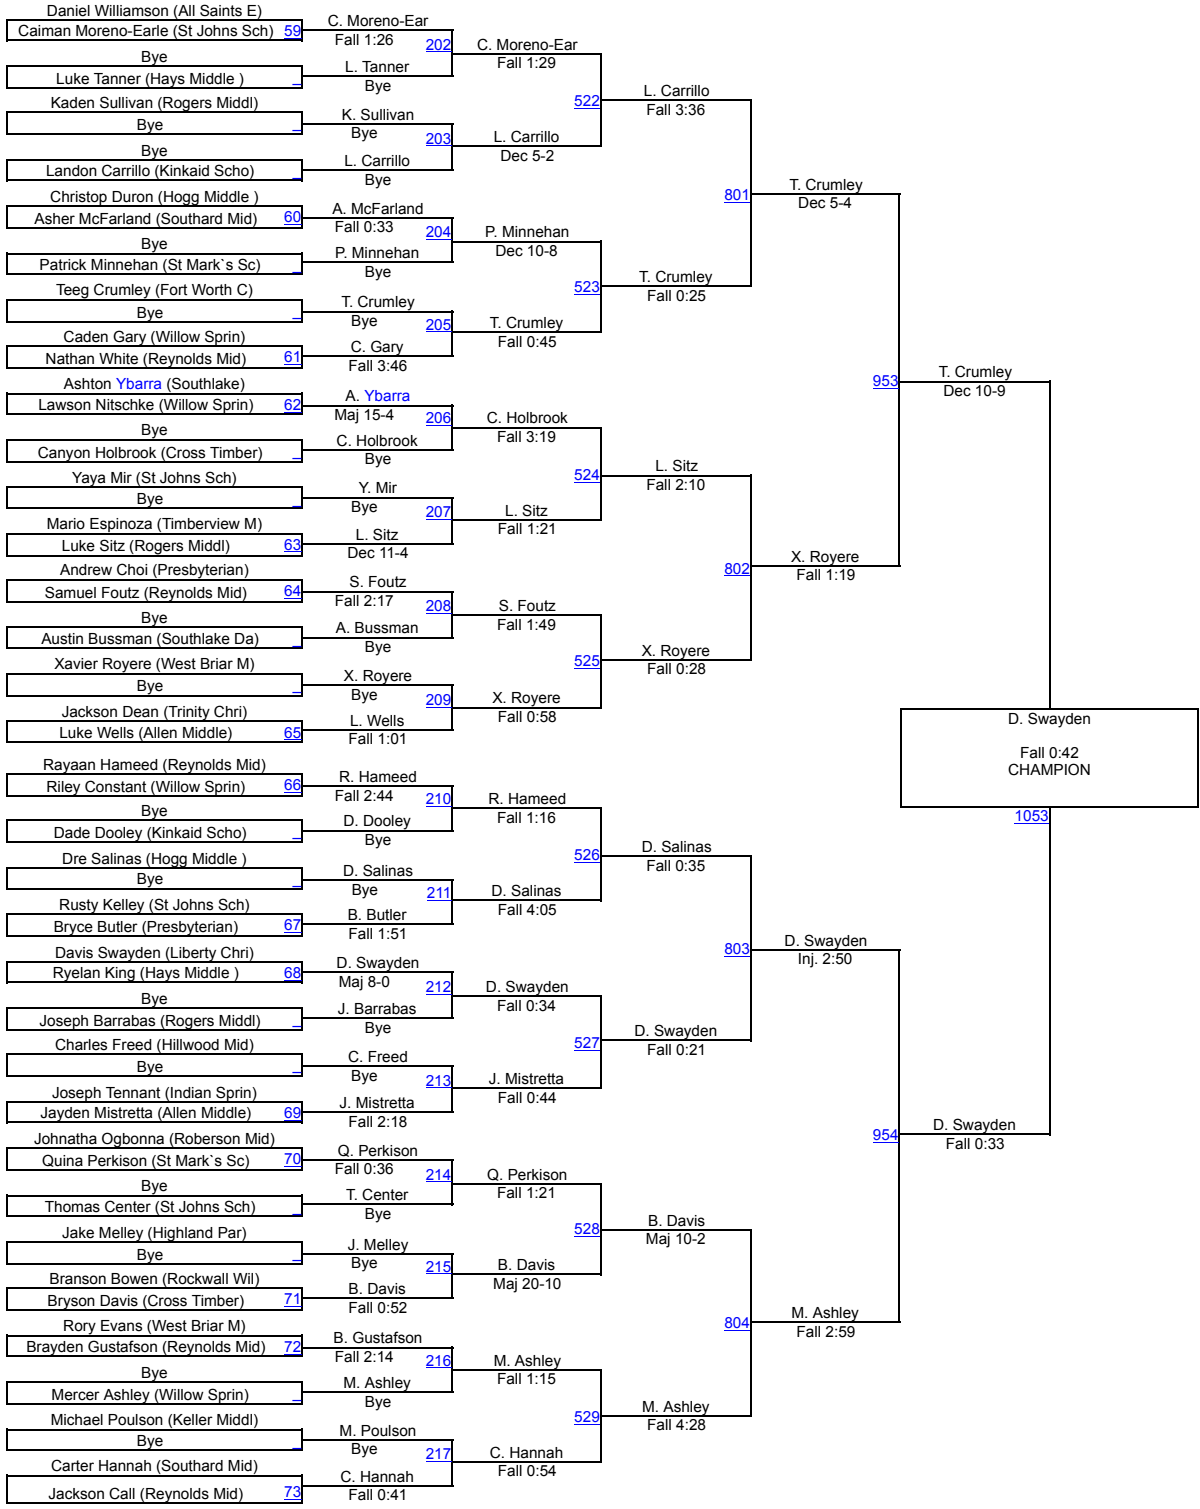 Daniel Williamson (All Saints E)
Caiman Moreno-Earle (St Johns Sch) 59
Bye
Luke Tanner (Hays Middle ) _
Kaden Sullivan (Rogers Middl)
Bye _
Bye
Landon Carrillo (Kinkaid Scho) _
Christop Duron (Hogg Middle )
Asher McFarland (Southard Mid) 60
Bye
Patrick Minnehan (St Mark`s Sc) _
Teeg Crumley (Fort Worth C)
Bye _
Caden Gary (Willow Sprin)
Nathan White (Reynolds Mid) 61
Ashton Ybarra (Southlake)
Lawson Nitschke (Willow Sprin) 62
Bye
Canyon Holbrook (Cross Timber) _
Yaya Mir (St Johns Sch)
Bye _
Mario Espinoza (Timberview M)
Luke Sitz (Rogers Middl) 63
Andrew Choi (Presbyterian)
Samuel Foutz (Reynolds Mid) 64
Bye
Austin Bussman (Southlake Da) _
Xavier Royere (West Briar M)
Bye _
Jackson Dean (Trinity Chri)
Luke Wells (Allen Middle) 65
Rayaan Hameed (Reynolds Mid)
Riley Constant (Willow Sprin) 66
Bye
Dade Dooley (Kinkaid Scho) _
Dre Salinas (Hogg Middle )
Bye _
Rusty Kelley (St Johns Sch)
Bryce Butler (Presbyterian) 67
Davis Swayden (Liberty Chri)
Ryelan King (Hays Middle ) 68
Bye
Joseph Barrabas (Rogers Middl) _
Charles Freed (Hillwood Mid)
Bye _
Joseph Tennant (Indian Sprin)
Jayden Mistretta (Allen Middle) 69
Johnatha Ogbonna (Roberson Mid)
Quina Perkison (St Mark`s Sc) 70
Bye
Thomas Center (St Johns Sch) _
Jake Melley (Highland Par)
Bye _
Branson Bowen (Rockwall Wil)
Bryson Davis (Cross Timber) 71
Rory Evans (West Briar M)
Brayden Gustafson (Reynolds Mid) 72
Bye
Mercer Ashley (Willow Sprin) _
Michael Poulson (Keller Middl)
Bye _
Carter Hannah (Southard Mid)
Jackson Call (Reynolds Mid) 73
C. Moreno-Ear
Fall 1:26
202
L. Tanner
Bye
K. Sullivan
Bye
203
L. Carrillo
Bye
A. McFarland
Fall 0:33
204
P. Minnehan
Bye
T. Crumley
Bye
205
C. Gary
Fall 3:46
A. Ybarra
Maj 15-4
206
C. Holbrook
Bye
Y. Mir
Bye
207
L. Sitz
Dec 11-4
S. Foutz
Fall 2:17
208
A. Bussman
Bye
X. Royere
Bye
209
L. Wells
Fall 1:01
R. Hameed
Fall 2:44
210
D. Dooley
Bye
D. Salinas
Bye
211
B. Butler
Fall 1:51
D. Swayden
Maj 8-0
212
J. Barrabas
Bye
C. Freed
Bye
213
J. Mistretta
Fall 2:18
Q. Perkison
Fall 0:36
214
T. Center
Bye
J. Melley
Bye
215
B. Davis
Fall 0:52
B. Gustafson
Fall 2:14
216
M. Ashley
Bye
M. Poulson
Bye
217
C. Hannah
Fall 0:41
C. Moreno-Ear
Fall 1:29
522
L. Carrillo
Dec 5-2
P. Minnehan
Dec 10-8
523
T. Crumley
Fall 0:45
C. Holbrook
Fall 3:19
524
L. Sitz
Fall 1:21
S. Foutz
Fall 1:49
525
X. Royere
Fall 0:58
R. Hameed
Fall 1:16
526
D. Salinas
Fall 4:05
D. Swayden
Fall 0:34
527
J. Mistretta
Fall 0:44
Q. Perkison
Fall 1:21
528
B. Davis
Maj 20-10
M. Ashley
Fall 1:15
529
C. Hannah
Fall 0:54
L. Carrillo
Fall 3:36
801
T. Crumley
Fall 0:25
L. Sitz
Fall 2:10
802
X. Royere
Fall 0:28
D. Salinas
Fall 0:35
803
D. Swayden
Fall 0:21
B. Davis
Maj 10-2
804
M. Ashley
Fall 4:28
T. Crumley
Dec 5-4
953
X. Royere
Fall 1:19
D. Swayden
Inj. 2:50
954
M. Ashley
Fall 2:59
T. Crumley
Dec 10-9
D. Swayden
Fall 0:42
CHAMPION
1053
D. Swayden
Fall 0:33